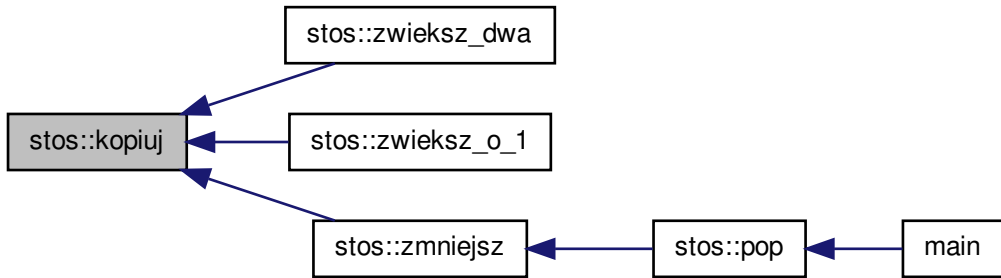 stos::zwieksz_dwa
stos::kopiuj
stos::zwieksz_o_1
stos::zmniejsz
stos::pop
main